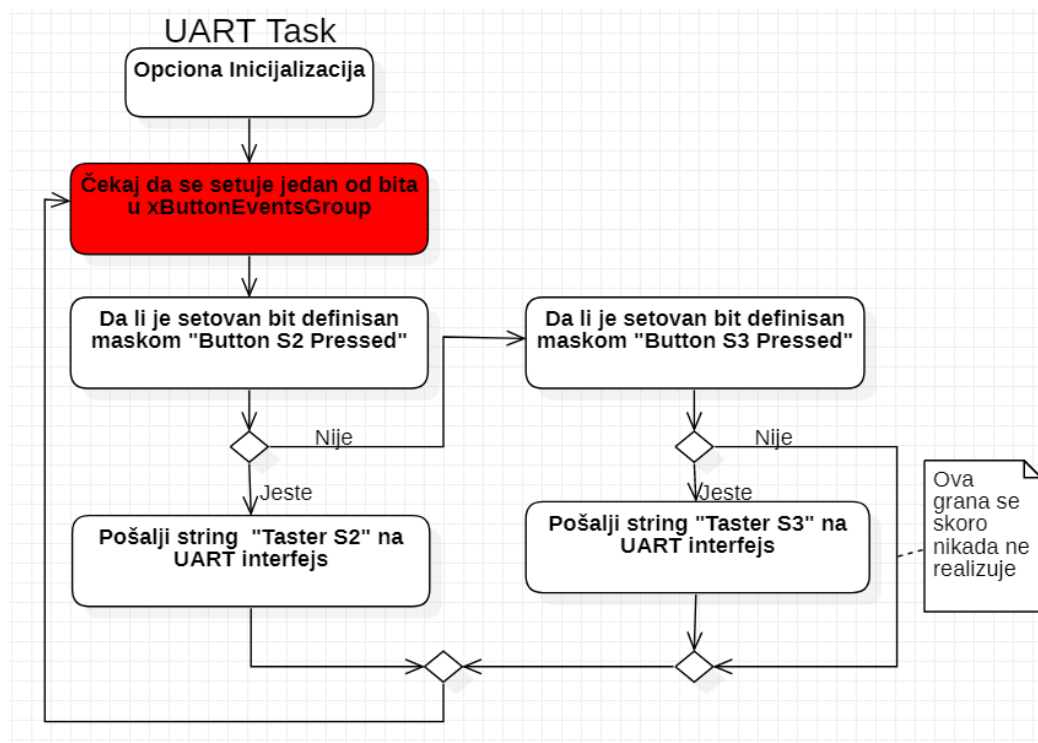 UART Task
Opciona Inicijalizacija
Čekaj da se setuje jedan od bita
u xButtonEventsGroup
Da li je setovan bit definisan
maskom "Button S2 Pressed"
Da li je setovan bit definisan
maskom "Button S3 Pressed"
Nije
Nije
Jeste
Jeste
Pošalji string "Taster S2" na
UART interfejs
Pošalji string "Taster S3" na
UART interfejs
Ova
grana se
skoro
nikada ne
realizuje